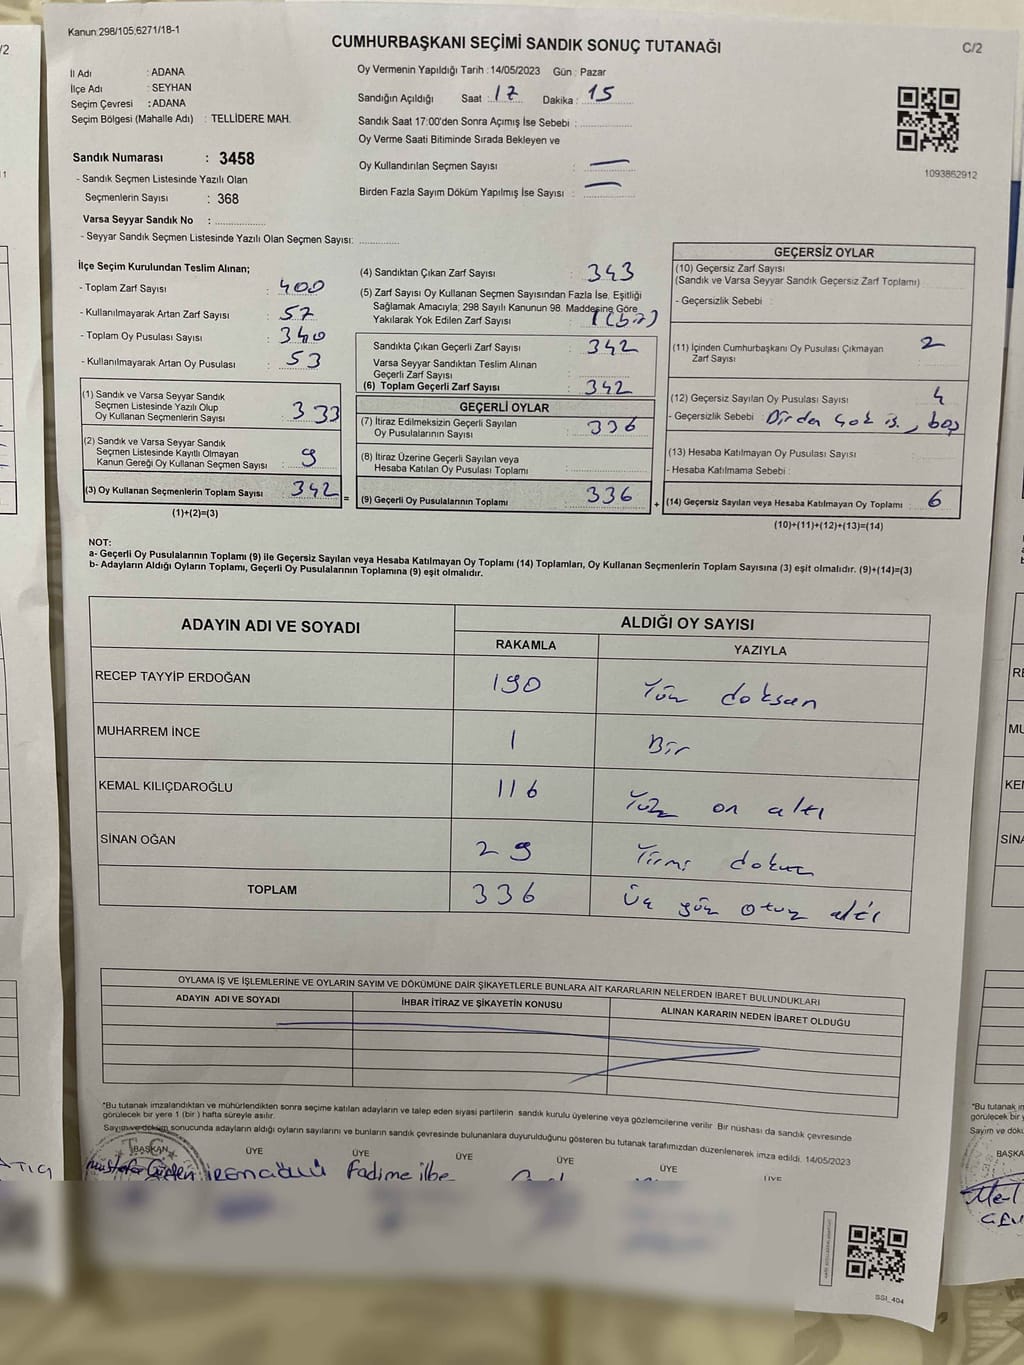 Kanun:298/105,6271/18-1
CUMHURBAŞKANI SEÇİMİ SANDIK SONUÇ TUTANAĞI
C/2
İl Adı : ADANA
İlçe Adı : SEYHAN
Seçim Çevresi : ADANA
Seçim Bölgesi (Mahalle Adı) : TELLİDERE MAH.
Oy Vermenin Yapıldığı Tarih : 14/05/2023 Gün : Pazar
Sandığın Açıldığı Saat : 17 Dakika : 15
Sandık Saat 17:00'den Sonra Açımış İse Sebebi :
Oy Verme Saati Bitiminde Sırada Bekleyen ve
Oy Kullandırılan Seçmen Sayısı : —
Birden Fazla Sayım Döküm Yapılmış İse Sayısı : —
1093862912
Sandık Numarası : 3458
- Sandık Seçmen Listesinde Yazılı Olan
Seçmenlerin Sayısı : 368
Varsa Seyyar Sandık No :
- Seyyar Sandık Seçmen Listesinde Yazılı Olan Seçmen Sayısı:
İlçe Seçim Kurulundan Teslim Alınan;
- Toplam Zarf Sayısı : 400
- Kullanılmayarak Artan Zarf Sayısı : 57
- Toplam Oy Pusulası Sayısı : 340
- Kullanılmayarak Artan Oy Pusulası : 53
(1) Sandık ve Varsa Seyyar Sandık
Seçmen Listesinde Yazılı Olup
Oy Kullanan Seçmenlerin Sayısı : 333
(2) Sandık ve Varsa Seyyar Sandık
Seçmen Listesinde Kayıtlı Olmayan
Kanun Gereği Oy Kullanan Seçmen Sayısı : 9
(3) Oy Kullanan Seçmenlerin Toplam Sayısı : 342 =
(1)+(2)=(3)
(4) Sandıktan Çıkan Zarf Sayısı : 343
(5) Zarf Sayısı Oy Kullanan Seçmen Sayısından Fazla İse, Eşitliği
Sağlamak Amacıyla; 298 Sayılı Kanunun 98. Maddesine Göre
Yakılarak Yok Edilen Zarf Sayısı : 1
Sandıkta Çıkan Geçerli Zarf Sayısı : 342
Varsa Seyyar Sandıktan Teslim Alınan
Geçerli Zarf Sayısı :
(6) Toplam Geçerli Zarf Sayısı : 342
GEÇERLİ OYLAR
(7) İtiraz Edilmeksizin Geçerli Sayılan
Oy Pusulalarının Sayısı : 336
(8) İtiraz Üzerine Geçerli Sayılan veya
Hesaba Katılan Oy Pusulası Toplamı :
(9) Geçerli Oy Pusulalarının Toplamı : 336 +
GEÇERSİZ OYLAR
(10) Geçersiz Zarf Sayısı
(Sandık ve Varsa Seyyar Sandık Geçersiz Zarf Toplamı) :
- Geçersizlik Sebebi :
(11) İçinden Cumhurbaşkanı Oy Pusulası Çıkmayan
Zarf Sayısı : 2
(12) Geçersiz Sayılan Oy Pusulası Sayısı : 4
- Geçersizlik Sebebi : Birden çok , boş
(13) Hesaba Katılmayan Oy Pusulası Sayısı :
- Hesaba Katılmama Sebebi :
(14) Geçersiz Sayılan veya Hesaba Katılmayan Oy Toplamı : 6
(10)+(11)+(12)+(13)=(14)
NOT:
a- Geçerli Oy Pusulalarının Toplamı (9) ile Geçersiz Sayılan veya Hesaba Katılmayan Oy Toplamı (14) Toplamları, Oy Kullanan Seçmenlerin Toplam Sayısına (3) eşit olmalıdır. (9)+(14)=(3)
b- Adayların Aldığı Oyların Toplamı, Geçerli Oy Pusulalarının Toplamına (9) eşit olmalıdır.
ADAYIN ADI VE SOYADI ALDIĞI OY SAYISI
RAKAMLA YAZIYLA
RECEP TAYYİP ERDOĞAN 190 Yüz doksan
MUHARREM İNCE 1 Bir
KEMAL KILIÇDAROĞLU 116 Yüz on altı
SİNAN OĞAN 29 Yirmi dokuz
TOPLAM 336 Üç yüz otuz altı
OYLAMA İŞ VE İŞLEMLERİNE VE OYLARIN SAYIM VE DÖKÜMÜNE DAİR ŞİKAYETLERLE BUNLARA AİT KARARLARIN NELERDEN İBARET BULUNDUKLARI
ADAYIN ADI VE SOYADI İHBAR İTİRAZ VE ŞİKAYETİN KONUSU ALINAN KARARIN NEDEN İBARET OLDUĞU
*Bu tutanak imzalandıktan ve mühürlendikten sonra seçime katılan adayların ve talep eden siyasi partilerin sandık kurulu üyelerine veya gözlemcilerine verilir. Bir nüshası da sandık çevresinde
görülecek bir yere 1 (bir ) hafta süreyle asılır.
Sayım ve döküm sonucunda adayların aldığı oyların sayılarını ve bunların sandık çevresinde bulunanlara duyurulduğunu gösteren bu tutanak tarafımızdan düzenlenerek imza edildi. 14/05/2023
T.C.
BAŞKAN ÜYE ÜYE ÜYE ÜYE ÜYE ÜYE
Mustafa Fadime ilbe
SSI_404